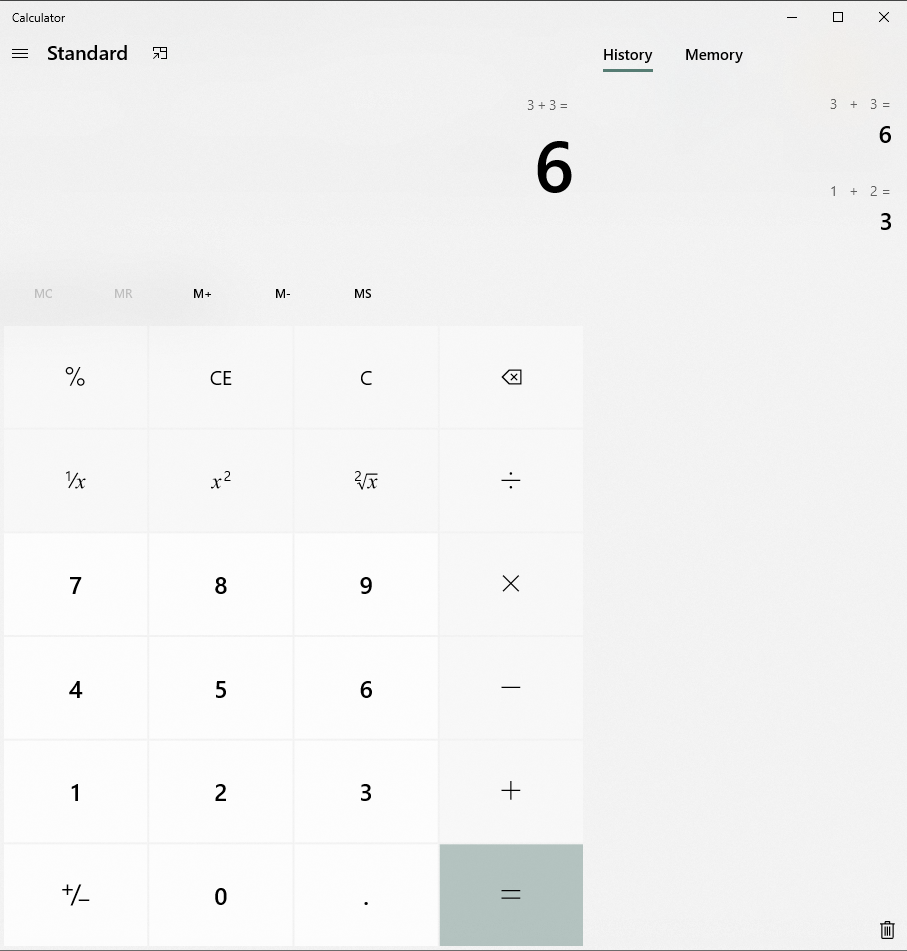 Calculator
Standard
History Memory
3 + 3 =
6
3 + 3 =
6
1 + 2 =
3
MC MR M+ M- MS
% CE C
1/x x² ²√x ÷
7 8 9 ×
4 5 6 −
1 2 3 +
+/− 0 . =